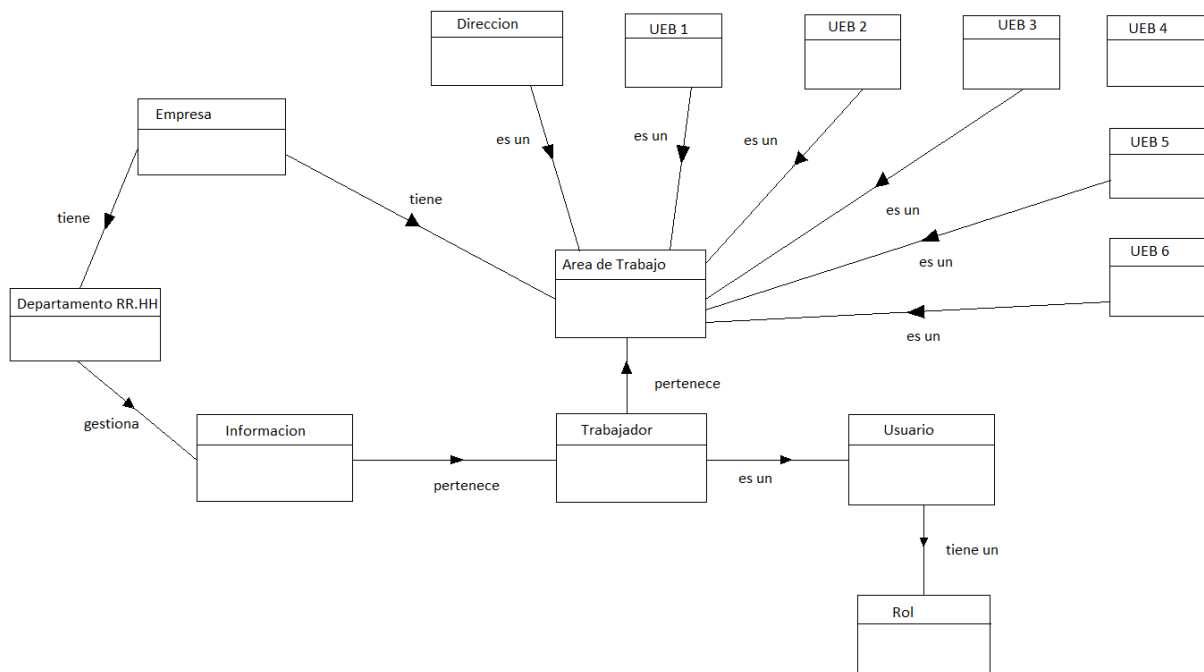 Direccion
UEB 1
UEB 2
UEB 3
UEB 4
Empresa
es un
es un
es un
UEB 5
tiene
tiene
es un
Area de Trabajo
es un
UEB 6
Departamento RR.HH
es un
pertenece
gestiona
Informacion
Trabajador
Usuario
pertenece
es un
tiene un
Rol